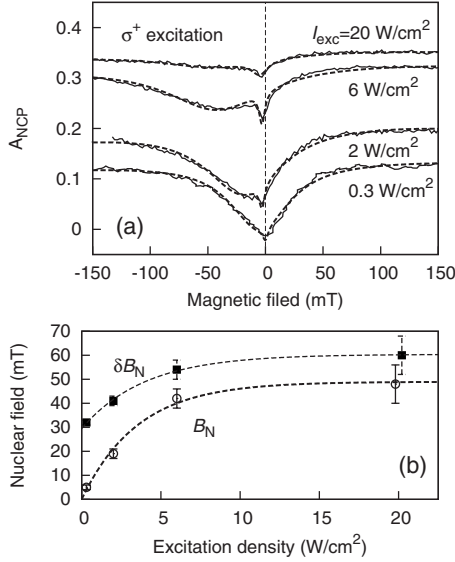 σ+ excitation
Iexc=20 W/cm2
6 W/cm2
2 W/cm2
0.3 W/cm2
(a)
ANCP
0.4
0.3
0.2
0.1
0
-150 -100 -50 0 50 100 150
Magnetic filed (mT)
Nuclear field (mT)
70
60
50
40
30
20
10
0
δBN
BN
(b)
0 5 10 15 20
Excitation density (W/cm2)